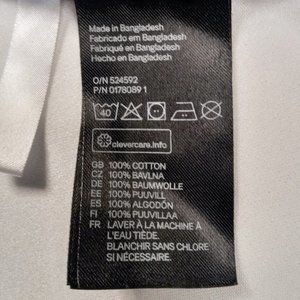 Made in Bangladesh
Fabricado em Bangladesh
Fabriqué en Bangladesh
Hecho en Bangladesh
O/N 524592
P/N 0178089 1
40
clevercare.info
GB 100% COTTON
CZ 100% BAVLNA
DE 100% BAUMWOLLE
EE 100% PUUVILL
ES 100% ALGODÓN
FI 100% PUUVILLAA
FR LAVER À LA MACHINE À
L'EAU TIÈDE.
BLANCHIR SANS CHLORE
SI NÉCESSAIRE.